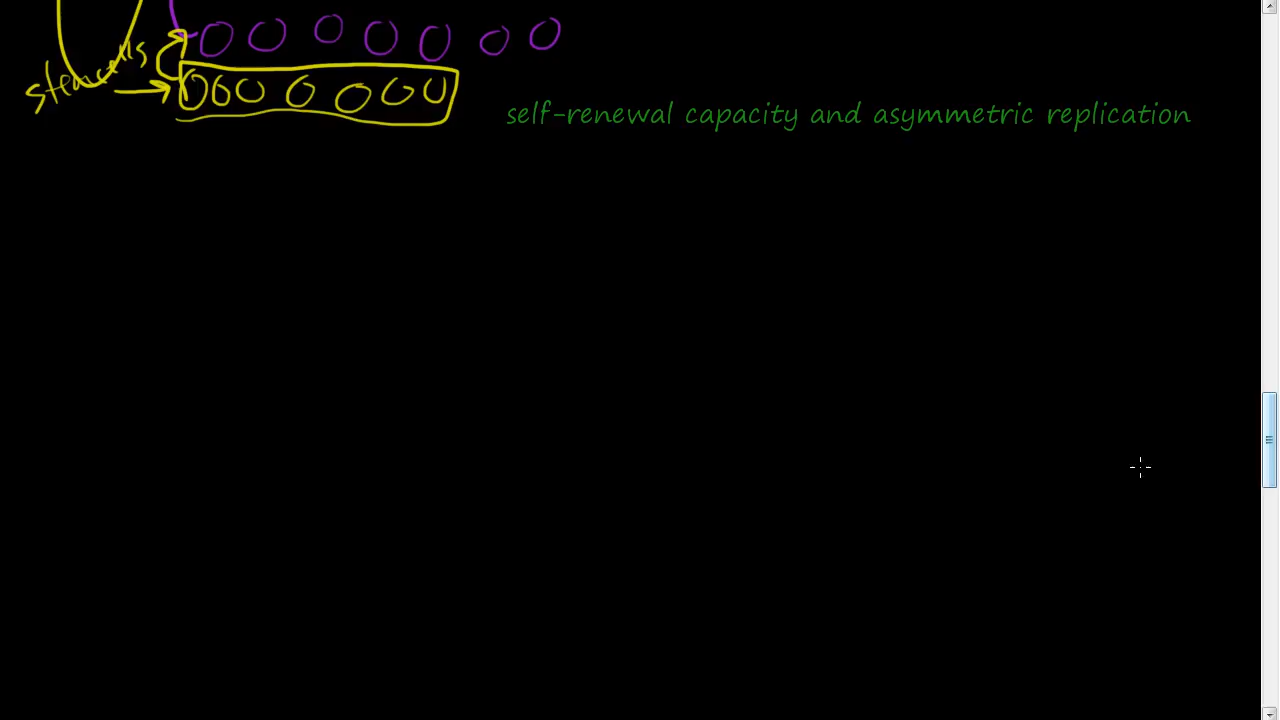 stem cells
self-renewal capacity and asymmetric replication